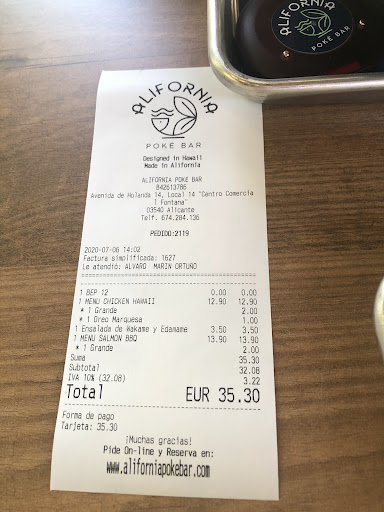 ALIFORNIA
POKE BAR
ALIFORNIA
POKE BAR
Designed in Hawaii
Made in Alifornia
ALIFORNIA POKE BAR
B42613786
Avenida de Holanda 14, Local 14 "Centro Comercia
l Fontana"
03540 Alicante
Telf. 674.284.136
PEDIDO:2119
2020-07-06 14:02
Factura simplificada: 1627
Le atendió: ALVARO MARIN ORTUÑO
1 BEP 12 0.00 0.00
1 MENU CHICKEN HAWAII 12.90 12.90
* 1 Grande 2.00
* 1 Oreo Marquesa 1.00
1 Ensalada de Wakame y Edamame 3.50 3.50
1 MENU SALMON BBQ 13.90 13.90
* 1 Grande 2.00
Suma 35.30
Subtotal 32.08
IVA 10% (32.08) 3.22
Total EUR 35.30
Forma de pago
Tarjeta: 35.30
¡Muchas gracias!
Pide On-line y Reserva en:
www.aliforniapokebar.com